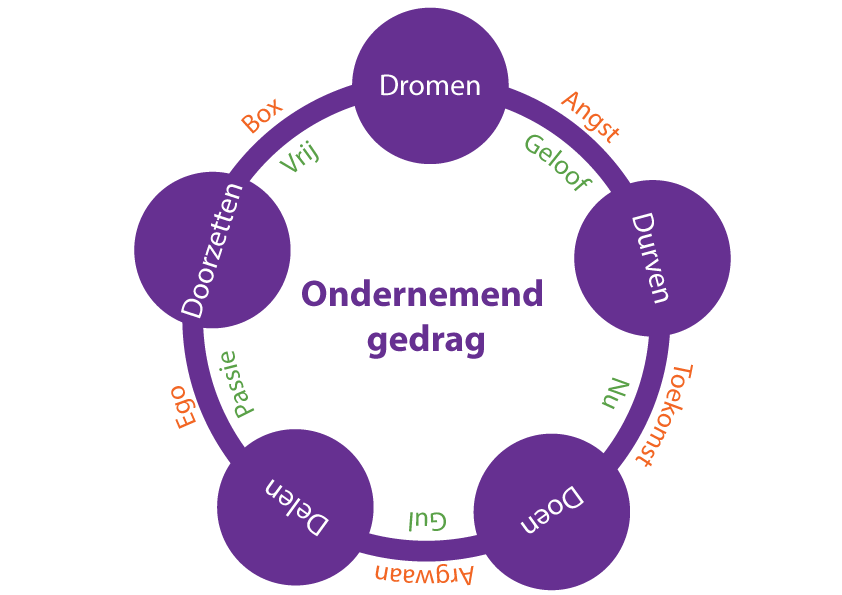 Dromen
Angst
Geloof
Durven
Toekomst
Nu
Doen
Argwaan
Gul
Delen
Ego
Passie
Doorzetten
Box
Vrij
Ondernemend
gedrag